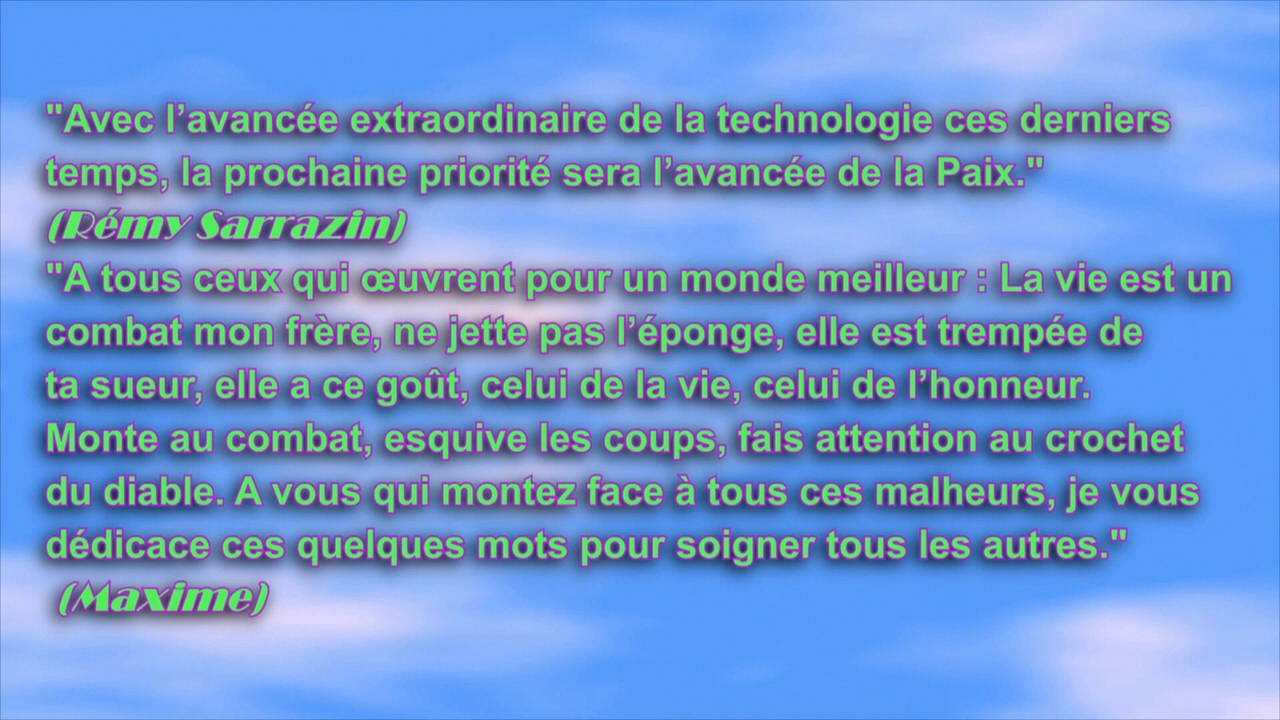 "Avec l’avancée extraordinaire de la technologie ces derniers
temps, la prochaine priorité sera l’avancée de la Paix."
(Rémy Sarrazin)
"A tous ceux qui œuvrent pour un monde meilleur : La vie est un
combat mon frère, ne jette pas l’éponge, elle est trempée de
ta sueur, elle a ce goût, celui de la vie, celui de l’honneur.
Monte au combat, esquive les coups, fais attention au crochet
du diable. A vous qui montez face à tous ces malheurs, je vous
dédicace ces quelques mots pour soigner tous les autres."
(Maxime)